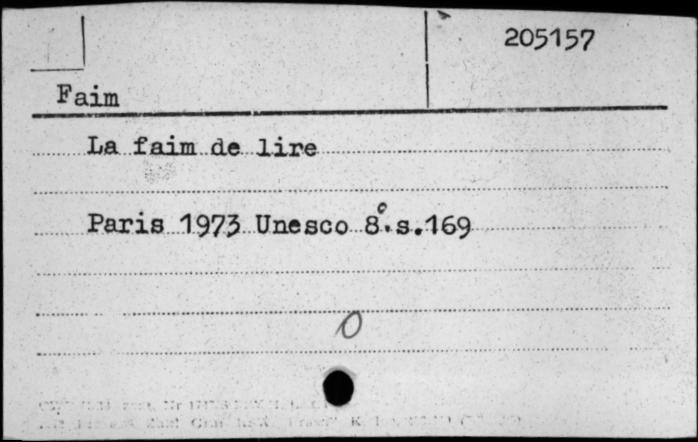 205157
Faim
La faim de lire
Paris 1973 Unesco 8°.s.169
0